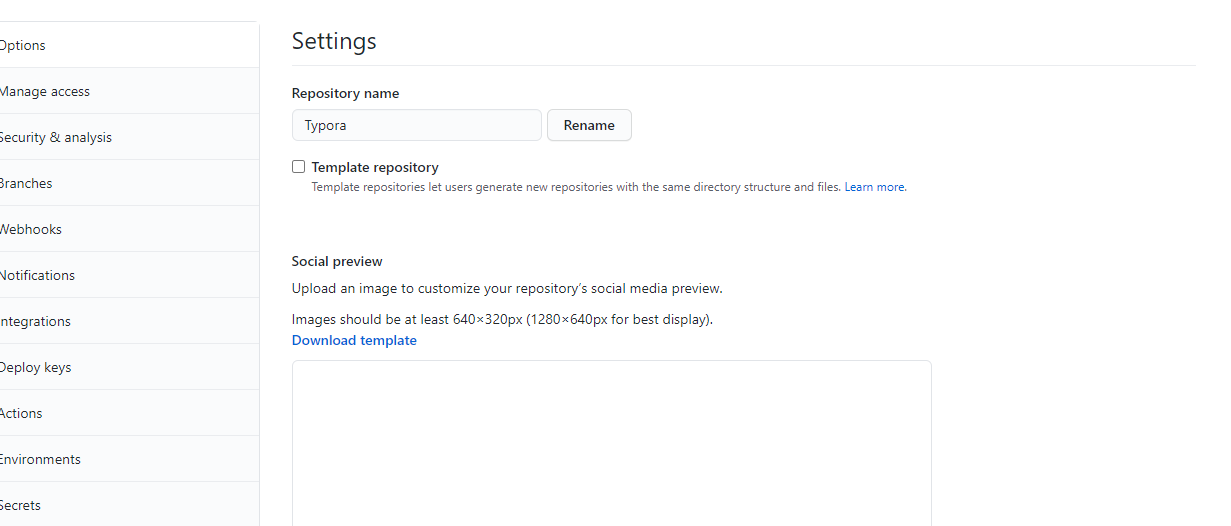 Options
Manage access
Security & analysis
Branches
Webhooks
Notifications
Integrations
Deploy keys
Actions
Environments
Secrets
Settings
Repository name
Typora
Rename
Template repository
Template repositories let users generate new repositories with the same directory structure and files. Learn more.
Social preview
Upload an image to customize your repository’s social media preview.
Images should be at least 640×320px (1280×640px for best display).
Download template